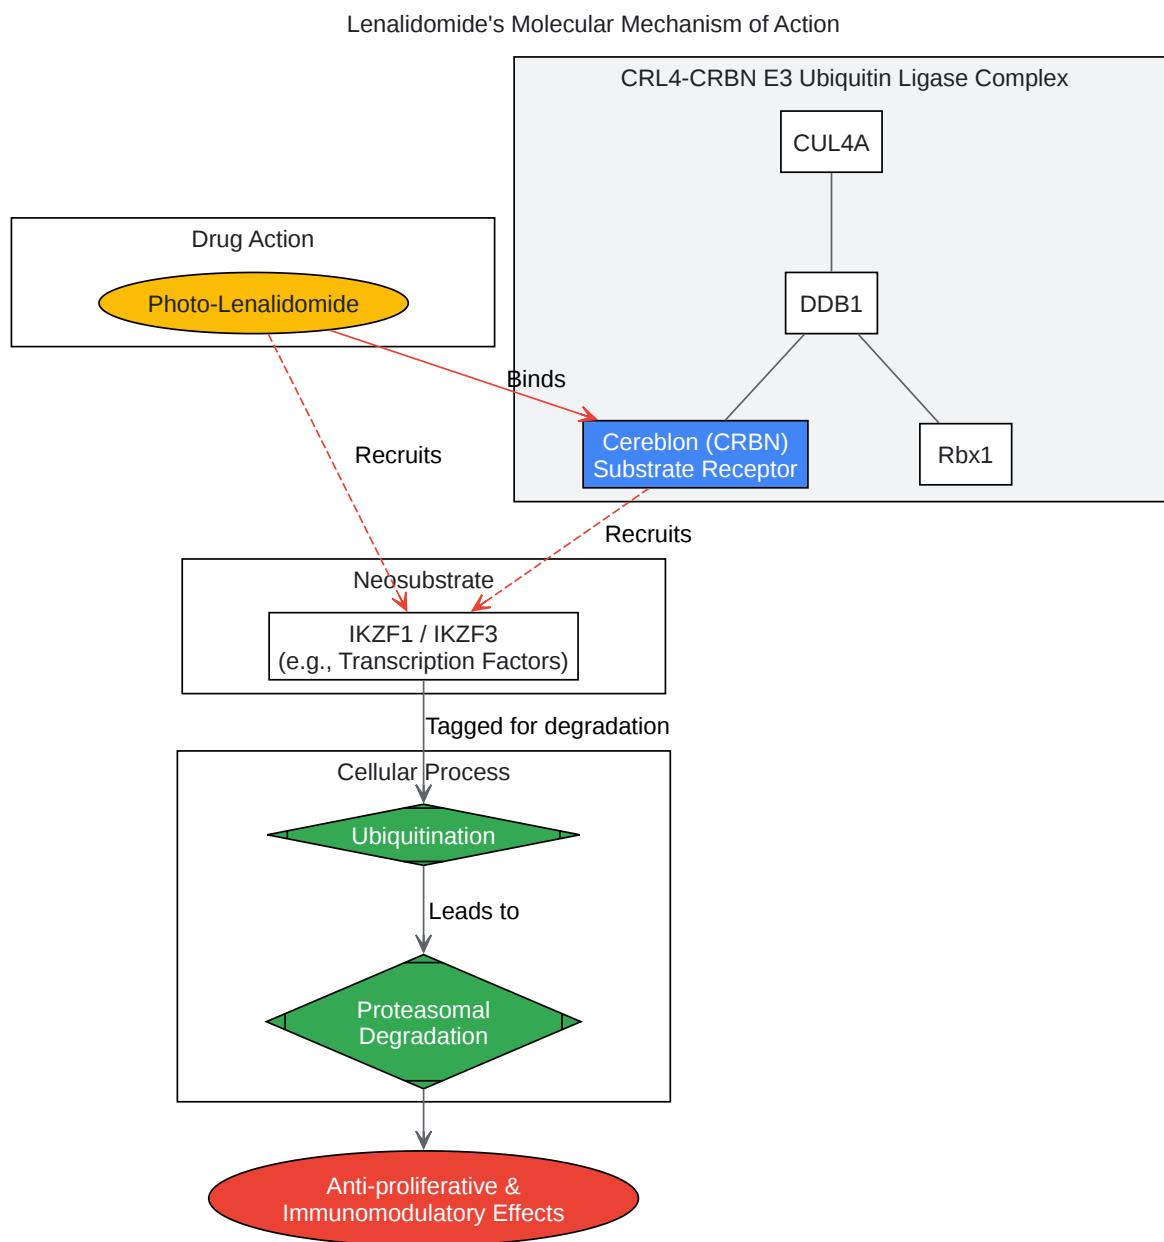 Lenalidomide's Molecular Mechanism of Action
CRL4-CRBN E3 Ubiquitin Ligase Complex
CUL4A
Drug Action
Photo-Lenalidomide
DDB1
Binds
Cereblon (CRBN)
Substrate Receptor
Rbx1
Recruits
Recruits
Neosubstrate
IKZF1 / IKZF3
(e.g., Transcription Factors)
Tagged for degradation
Cellular Process
Ubiquitination
Leads to
Proteasomal
Degradation
Anti-proliferative &
Immunomodulatory Effects